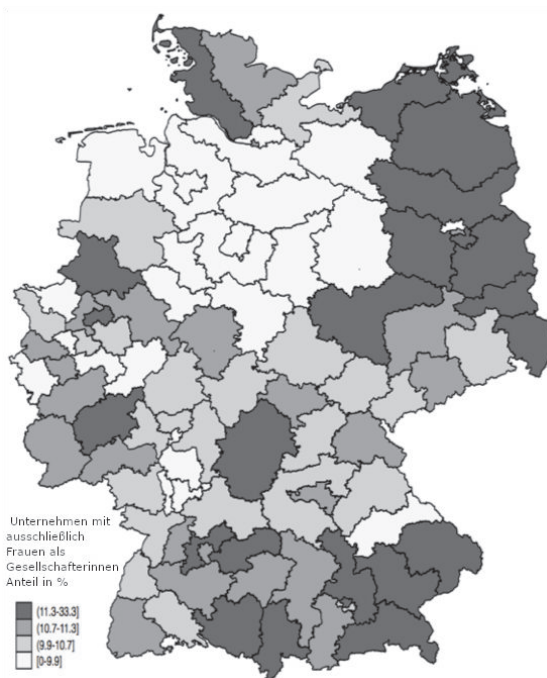 Unternehmen mit
ausschließlich
Frauen als
Gesellschafterinnen
Anteil in %
(11.3-33.3]
(10.7-11.3]
(9.9-10.7]
[0-9.9]